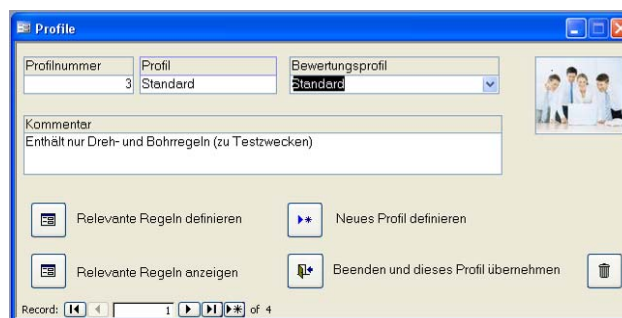 Profile
Profilnummer Profil Bewertungsprofil
3 Standard Standard
Kommentar
Enthält nur Dreh- und Bohrregeln (zu Testzwecken)
Relevante Regeln definieren Neues Profil definieren
Relevante Regeln anzeigen Beenden und dieses Profil übernehmen
Record: 1 of 4